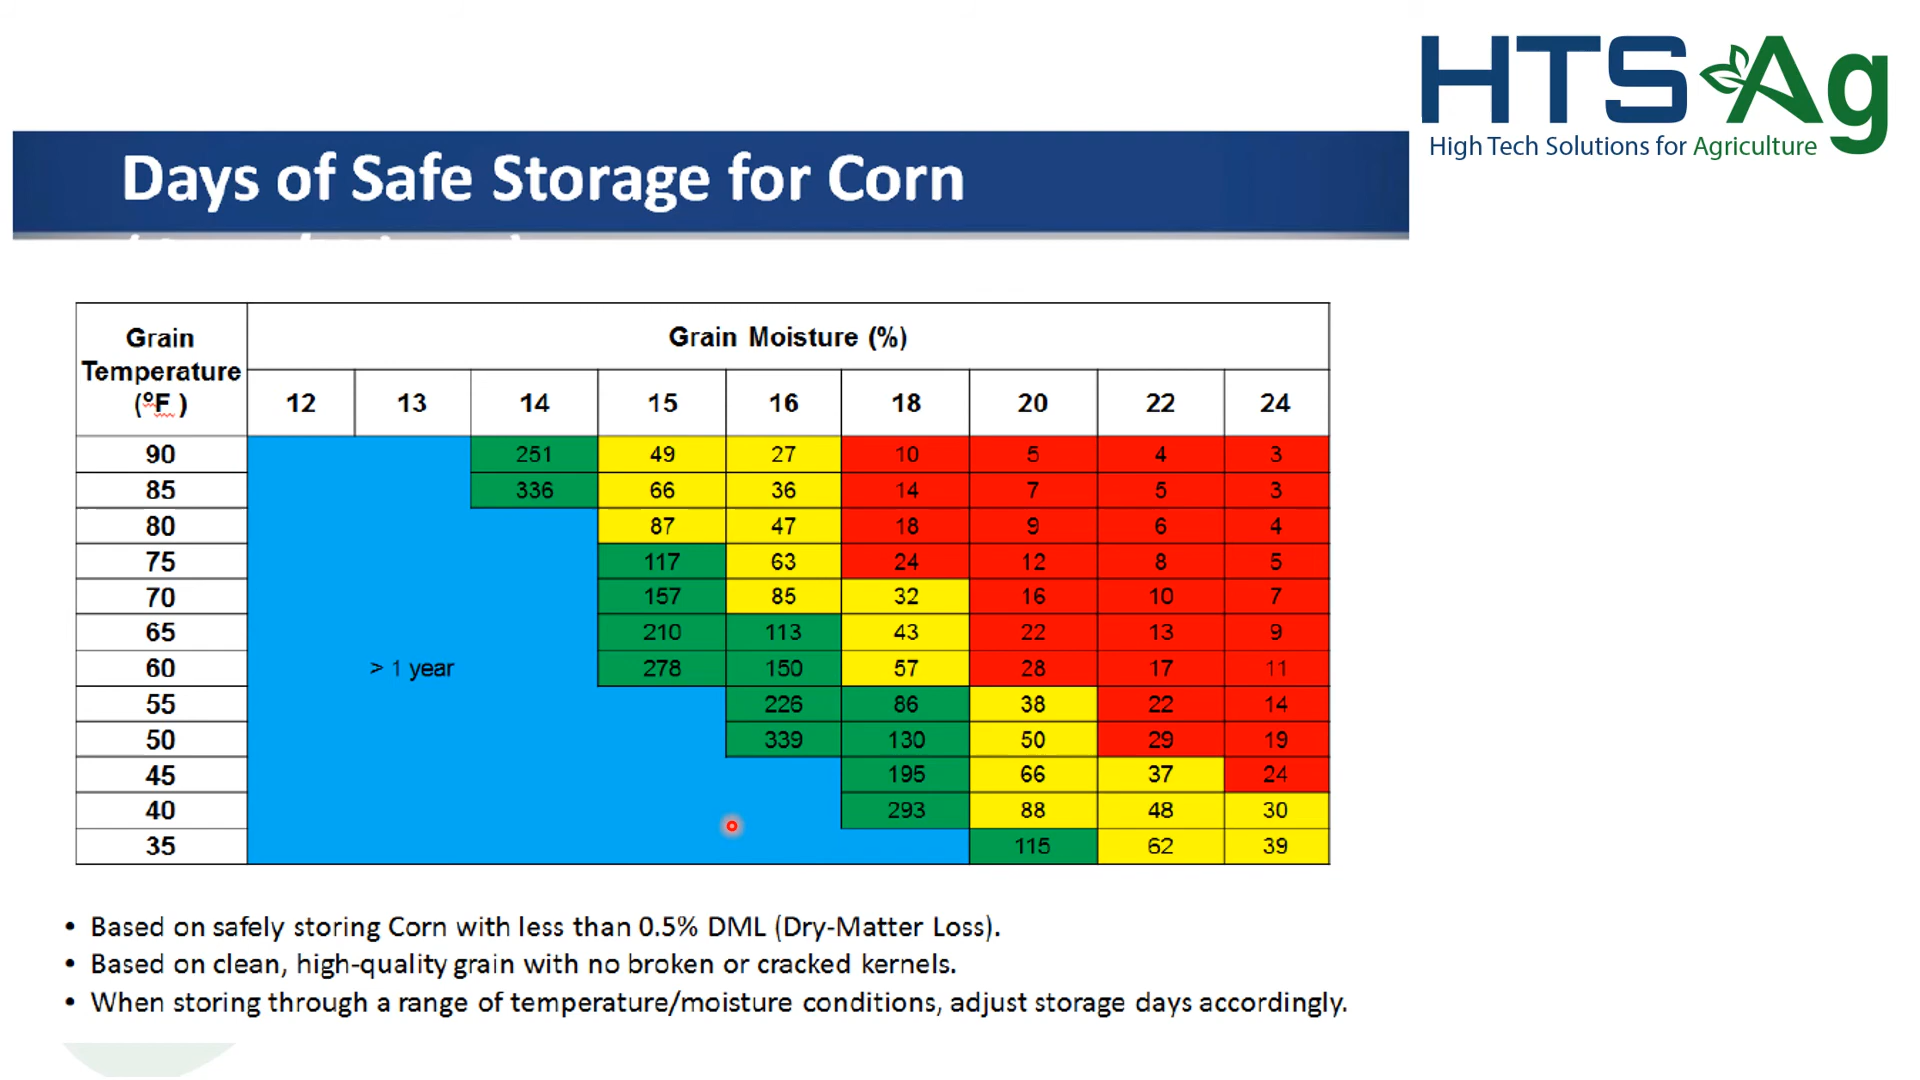 HTS Ag
High Tech Solutions for Agriculture
Days of Safe Storage for Corn
Grain Temperature (°F )
Grain Moisture (%)
12 13 14 15 16 18 20 22 24
90 251 49 27 10 5 4 3
85 336 66 36 14 7 5 3
80 87 47 18 9 6 4
75 117 63 24 12 8 5
70 157 85 32 16 10 7
65 210 113 43 22 13 9
60 > 1 year 278 150 57 28 17 11
55 226 86 38 22 14
50 339 130 50 29 19
45 195 66 37 24
40 293 88 48 30
35 115 62 39
• Based on safely storing Corn with less than 0.5% DML (Dry-Matter Loss).
• Based on clean, high-quality grain with no broken or cracked kernels.
• When storing through a range of temperature/moisture conditions, adjust storage days accordingly.